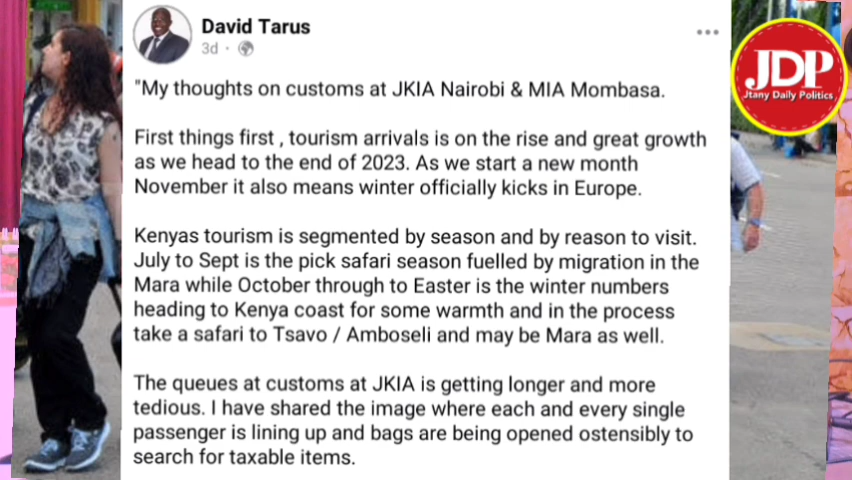 David Tarus
3d
JDP
Jtany Daily Politics
"My thoughts on customs at JKIA Nairobi & MIA Mombasa.
First things first , tourism arrivals is on the rise and great growth
as we head to the end of 2023. As we start a new month
November it also means winter officially kicks in Europe.
Kenyas tourism is segmented by season and by reason to visit.
July to Sept is the pick safari season fuelled by migration in the
Mara while October through to Easter is the winter numbers
heading to Kenya coast for some warmth and in the process
take a safari to Tsavo / Amboseli and may be Mara as well.
The queues at customs at JKIA is getting longer and more
tedious. I have shared the image where each and every single
passenger is lining up and bags are being opened ostensibly to
search for taxable items.